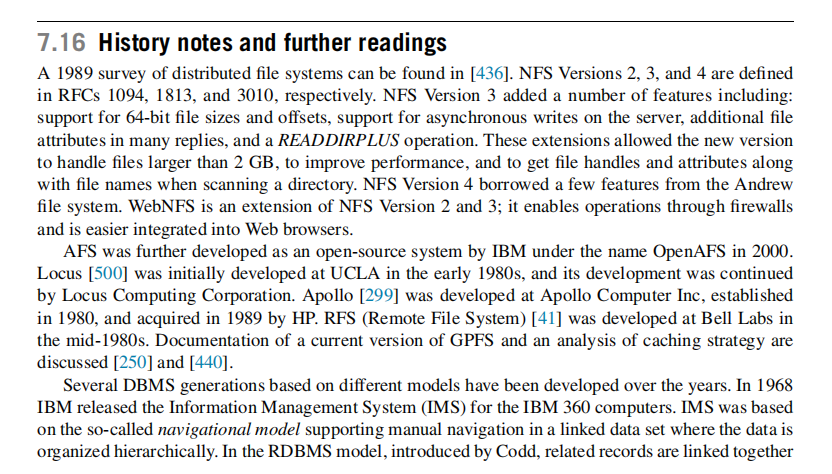 7.16 History notes and further readings
A 1989 survey of distributed file systems can be found in [436]. NFS Versions 2, 3, and 4 are defined
in RFCs 1094, 1813, and 3010, respectively. NFS Version 3 added a number of features including:
support for 64-bit file sizes and offsets, support for asynchronous writes on the server, additional file
attributes in many replies, and a READDIRPLUS operation. These extensions allowed the new version
to handle files larger than 2 GB, to improve performance, and to get file handles and attributes along
with file names when scanning a directory. NFS Version 4 borrowed a few features from the Andrew
file system. WebNFS is an extension of NFS Version 2 and 3; it enables operations through firewalls
and is easier integrated into Web browsers.
AFS was further developed as an open-source system by IBM under the name OpenAFS in 2000.
Locus [500] was initially developed at UCLA in the early 1980s, and its development was continued
by Locus Computing Corporation. Apollo [299] was developed at Apollo Computer Inc, established
in 1980, and acquired in 1989 by HP. RFS (Remote File System) [41] was developed at Bell Labs in
the mid-1980s. Documentation of a current version of GPFS and an analysis of caching strategy are
discussed [250] and [440].
Several DBMS generations based on different models have been developed over the years. In 1968
IBM released the Information Management System (IMS) for the IBM 360 computers. IMS was based
on the so-called navigational model supporting manual navigation in a linked data set where the data is
organized hierarchically. In the RDBMS model, introduced by Codd, related records are linked together